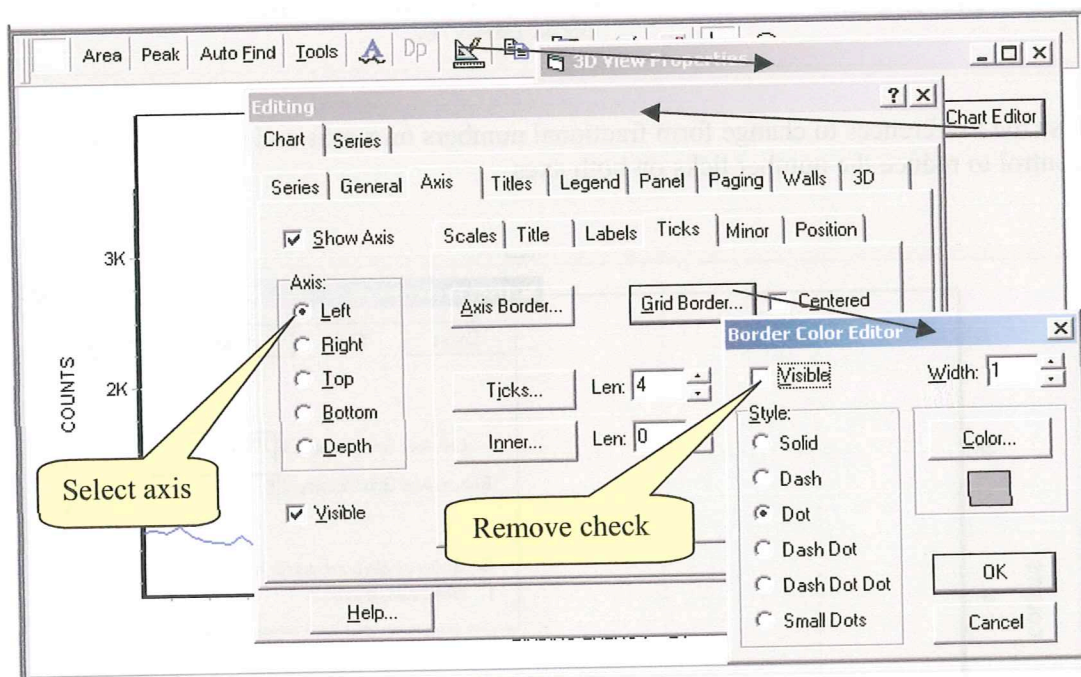 Area Peak Auto Find Tools Dp
3D View Properties
Editing
Chart Editor
Chart Series
Series General Axis Titles Legend Panel Paging Walls 3D
Show Axis
Scales Title Labels Ticks Minor Position
3K
Axis:
Left
Axis Border...
Grid Border...
Centered
Right
Border Color Editor
Top
Visible
Width: 1
2K
Ticks...
Len: 4
Bottom
Style:
COUNTS
Inner...
Len: 0
Solid
Color...
Depth
Select axis
Dash
Visible
Remove check
Dot
Dash Dot
OK
Dash Dot Dot
Help...
Small Dots
Cancel